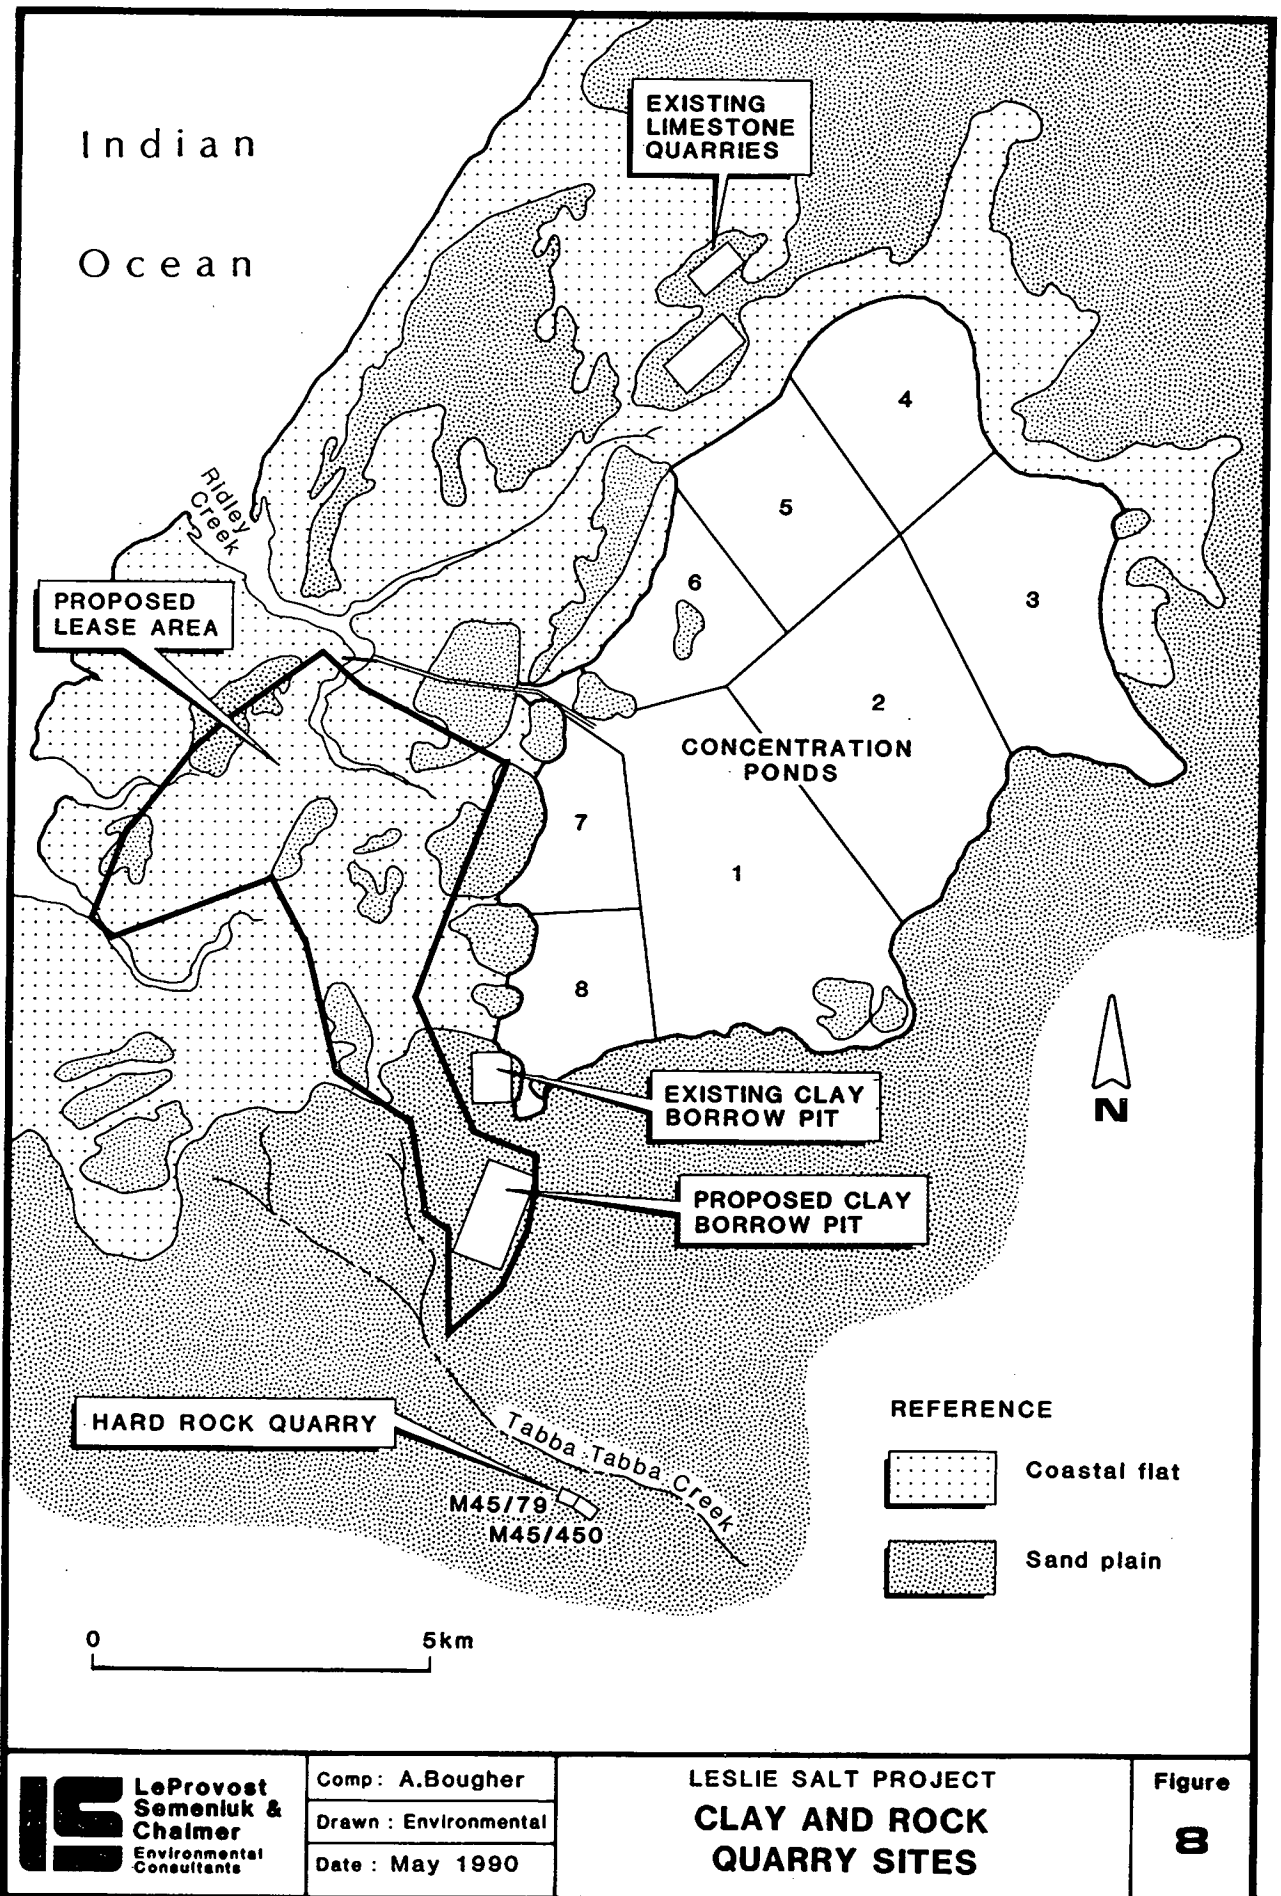 EXISTING
LIMESTONE
QUARRIES
Indian
Ocean
Ridley
Creek
PROPOSED
LEASE AREA
4
5
6
3
2
CONCENTRATION
PONDS
7
1
8
EXISTING CLAY
BORROW PIT
N
PROPOSED CLAY
BORROW PIT
HARD ROCK QUARRY
Tabba Tabba Creek
M45/79
M45/450
REFERENCE
Coastal flat
Sand plain
0 5km
LeProvost
Semeniuk &
Chalmer
Environmental
Consultants
Comp: A.Bougher
Drawn : Environmental
Date : May 1990
LESLIE SALT PROJECT
CLAY AND ROCK
QUARRY SITES
Figure
8